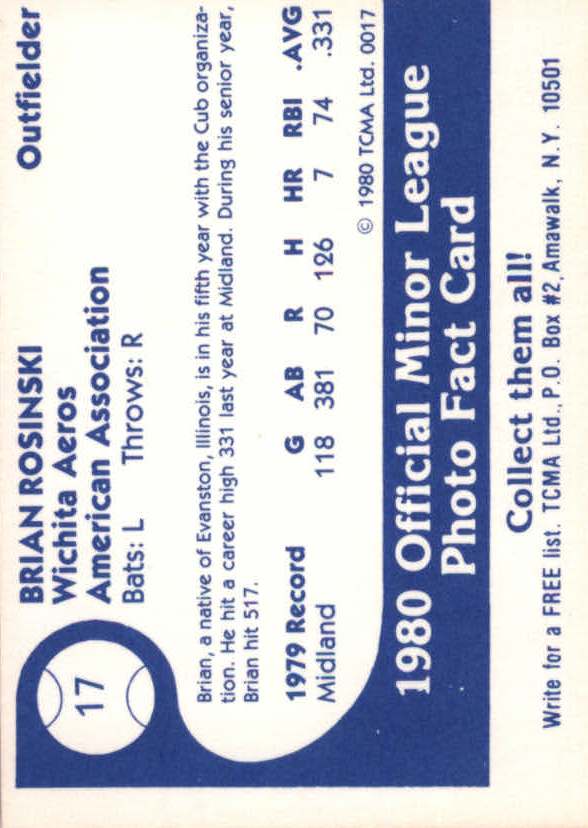 17
BRIAN ROSINSKI Outfielder
Wichita Aeros
American Association
Bats: L Throws: R
Brian, a native of Evanston, Illinois, is in his fifth year with the Cub organiza-
tion. He hit a career high 331 last year at Midland. During his senior year,
Brian hit 517.
1979 Record G AB R H HR RBI .AVG
Midland 118 381 70 126 7 74 .331
© 1980 TCMA Ltd. 0017
1980 Official Minor League
Photo Fact Card
Collect them all!
Write for a FREE list. TCMA Ltd., P.O. Box #2, Amawalk, N.Y. 10501